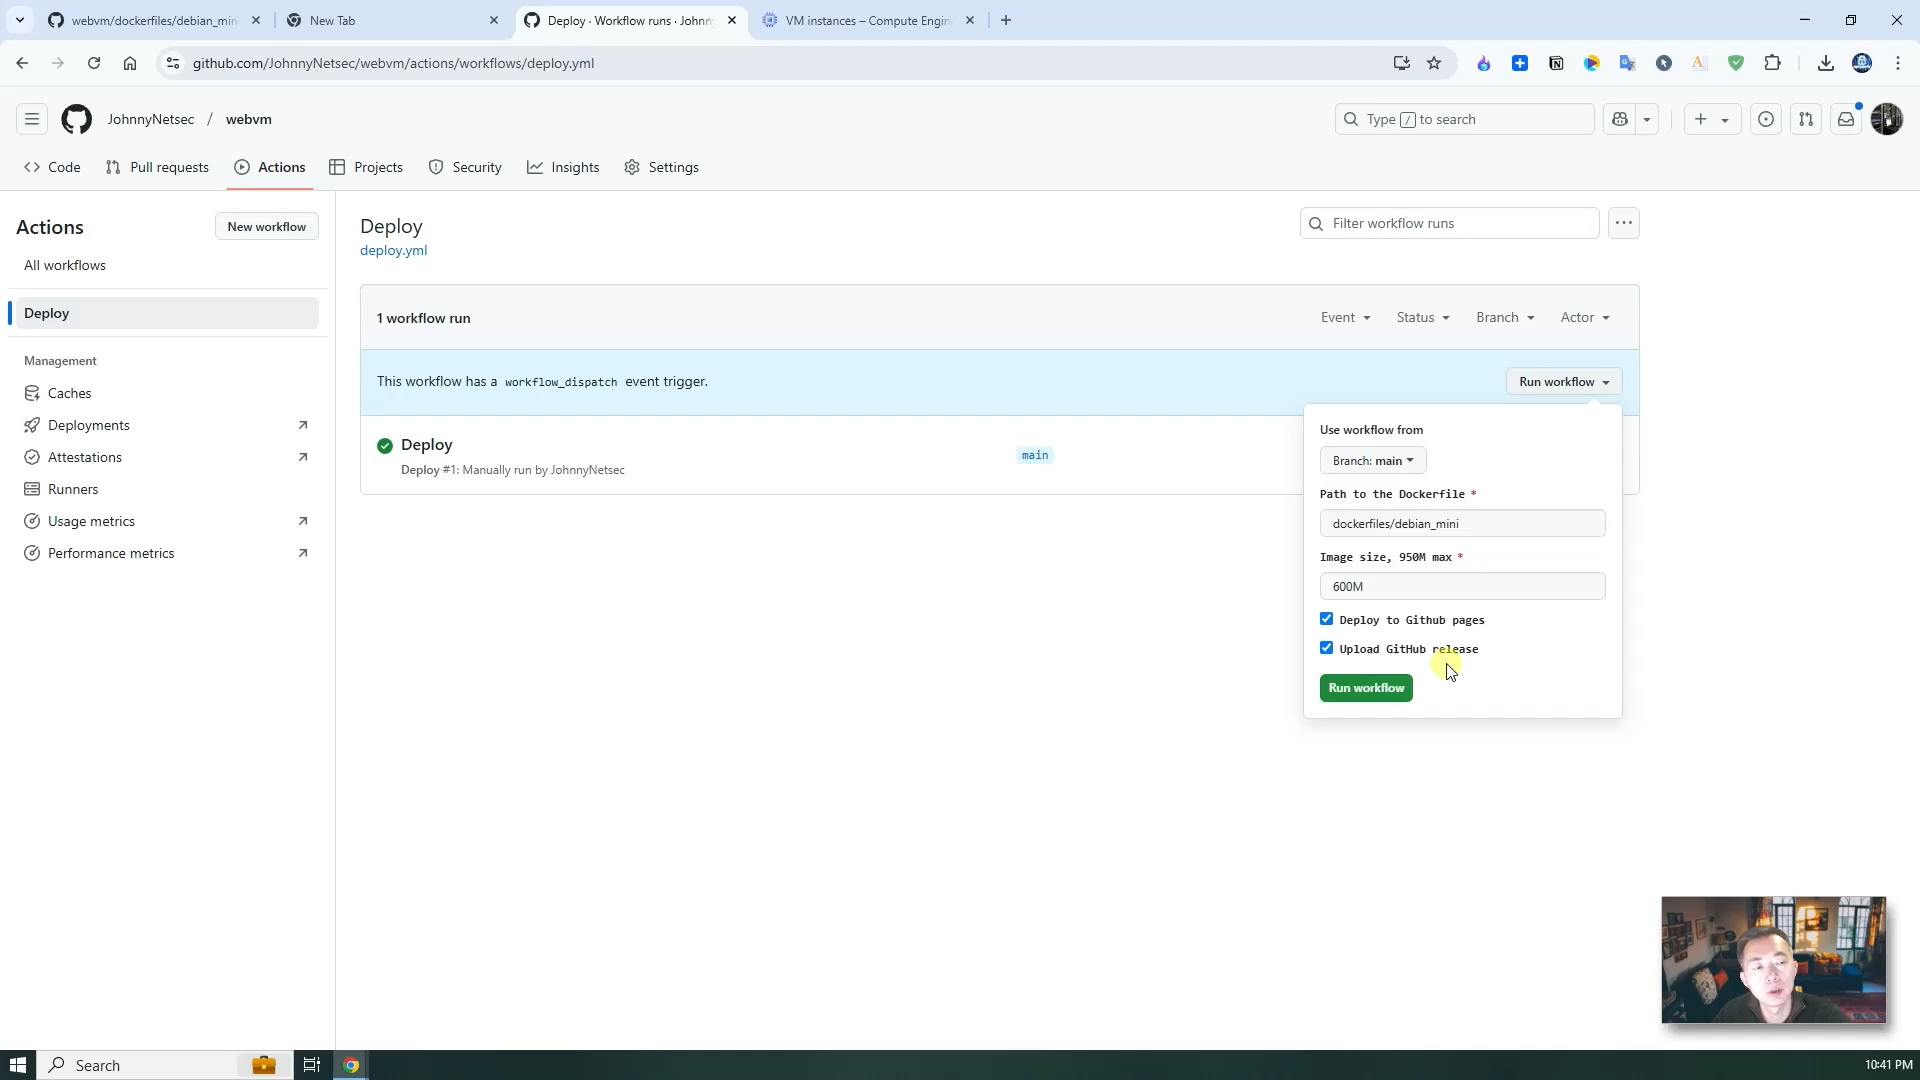 webvm/dockerfiles/debian_min
New Tab
Deploy · Workflow runs · Johnn
VM instances – Compute Engin
github.com/JohnnyNetsec/webvm/actions/workflows/deploy.yml
JohnnyNetsec / webvm
Type / to search
Code
Pull requests
Actions
Projects
Security
Insights
Settings
Actions
New workflow
All workflows
Deploy
Management
Caches
Deployments
Attestations
Runners
Usage metrics
Performance metrics
Deploy
deploy.yml
Filter workflow runs
1 workflow run
Event
Status
Branch
Actor
This workflow has a workflow_dispatch event trigger.
Run workflow
Deploy
Deploy #1: Manually run by JohnnyNetsec
main
Use workflow from
Branch: main
Path to the Dockerfile *
dockerfiles/debian_mini
Image size, 950M max *
600M
Deploy to Github pages
Upload GitHub release
Run workflow
Search
10:41 PM